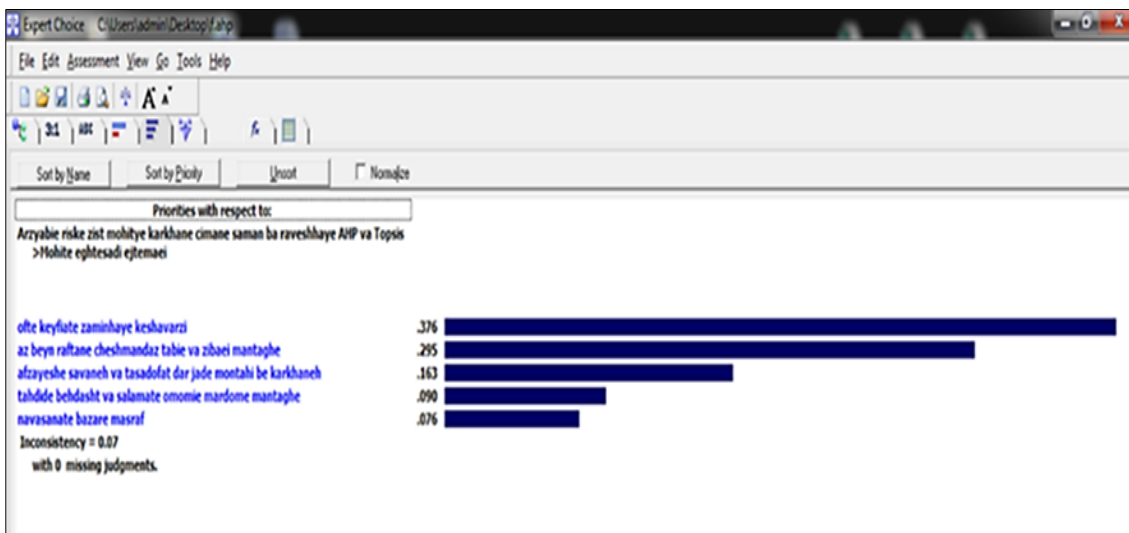 Expert Choice C:\Users\admin\Desktop\f.ahp
File Edit Assessment View Go Tools Help
A A
3:1 ABC
Sort by Name Sort by Priority Unsort Normalize
Priorities with respect to:
Arzyabie riske zist mohitye karkhane cimane saman ba raveshhaye AHP va Topsis
>Mohite eghtesadi ejtemaei
ofte keyfiate zaminhaye keshavarzi .376
az beyn raftane cheshmandaz tabie va zibaei mantaghe .295
afzayeshe savaneh va tasadofat dar jade montahi be karkhaneh .163
tahdide behdasht va salamate omomie mardome mantaghe .090
navasanate bazare masraf .076
Inconsistency = 0.07
with 0 missing judgments.